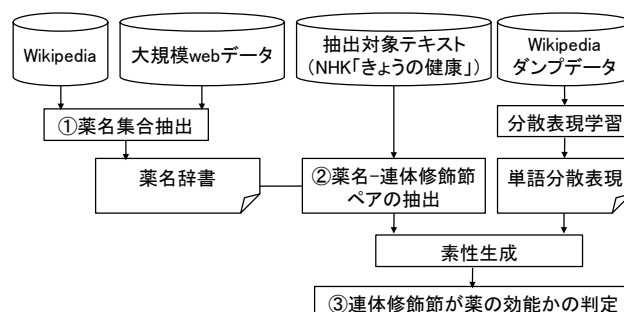 Wikipedia
大規模webデータ
抽出対象テキスト
（NHK「きょうの健康」）
Wikipedia
ダンプデータ
①薬名集合抽出
分散表現学習
薬名辞書
②薬名-連体修飾節
ペアの抽出
単語分散表現
素性生成
③連体修飾節が薬の効能かの判定